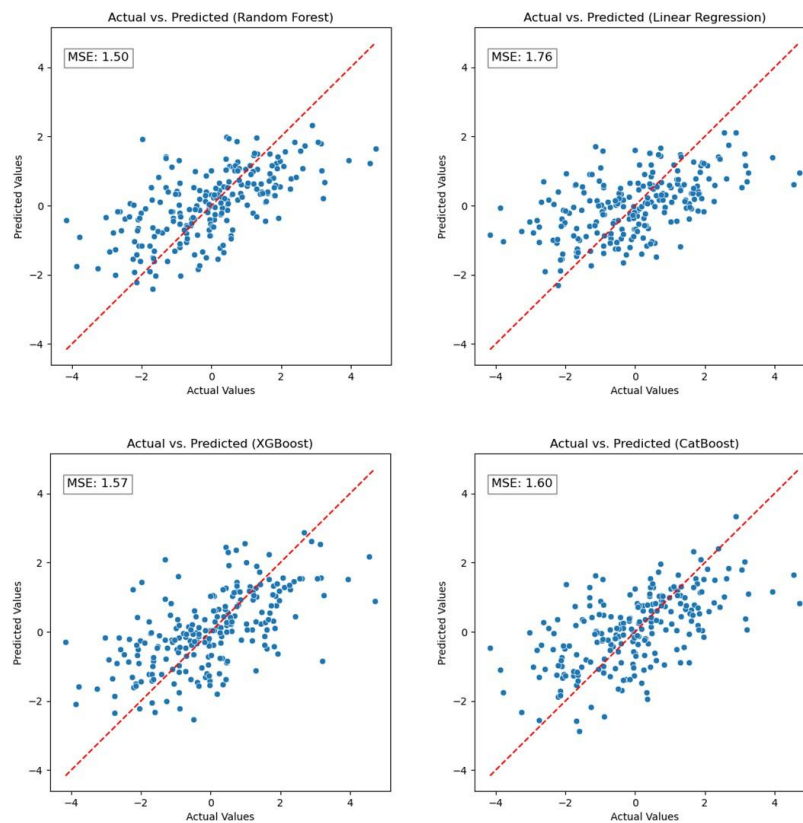 Actual vs. Predicted (Random Forest)
MSE: 1.50
4
2
0
−2
−4
Predicted Values
−4 −2 0 2 4
Actual Values
Actual vs. Predicted (Linear Regression)
MSE: 1.76
4
2
0
−2
−4
Predicted Values
−4 −2 0 2 4
Actual Values
Actual vs. Predicted (XGBoost)
MSE: 1.57
4
2
0
−2
−4
Predicted Values
−4 −2 0 2 4
Actual Values
Actual vs. Predicted (CatBoost)
MSE: 1.60
4
2
0
−2
−4
Predicted Values
−4 −2 0 2 4
Actual Values